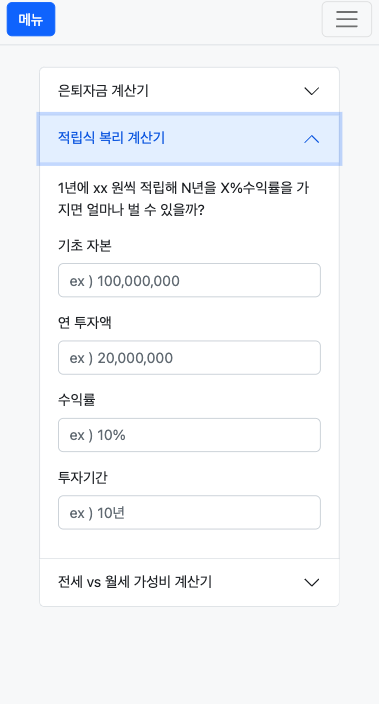 메뉴
은퇴자금 계산기
적립식 복리 계산기
1년에 xx 원씩 적립해 N년을 X%수익률을 가
지면 얼마나 벌 수 있을까?
기초 자본
ex ) 100,000,000
연 투자액
ex ) 20,000,000
수익률
ex ) 10%
투자기간
ex ) 10년
전세 vs 월세 가성비 계산기